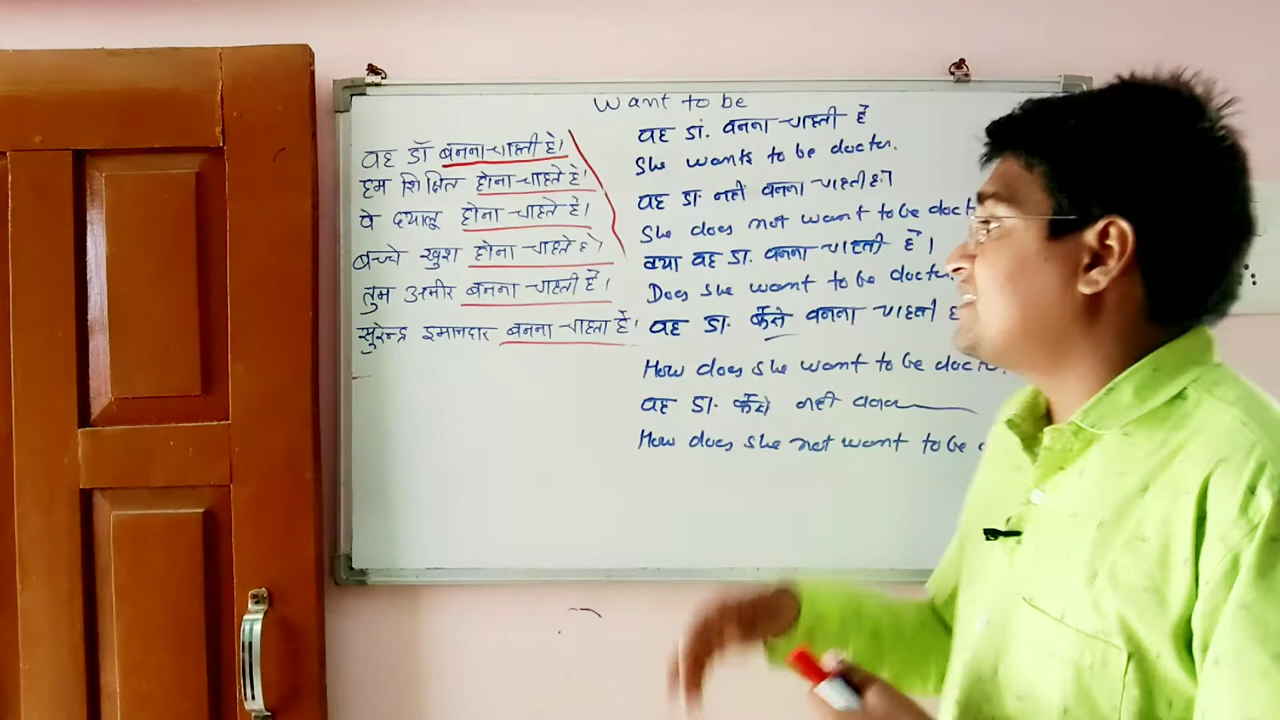 Want to be
वह डॉ बनना चाहती है।
हम शिक्षित होना चाहते है।
वे दयालू होना चाहते है।
बच्चे खुश होना चाहते है।
तुम अमीर बनना चाहती हैं।
सुरेन्द्र इमानदार बनना चाहता हैं।
वह डां. बनना चाहती है
She wants to be doctor.
वह डा. नहीं बनना चाहती है।
She does not want to be doct
क्या वह डा. बनना चाहती है।
Does she want to be doctor.
वह डा. कैसे बनना चाहती है
How does she want to be docto
वह डा. कैसे नही
How does she not want to be